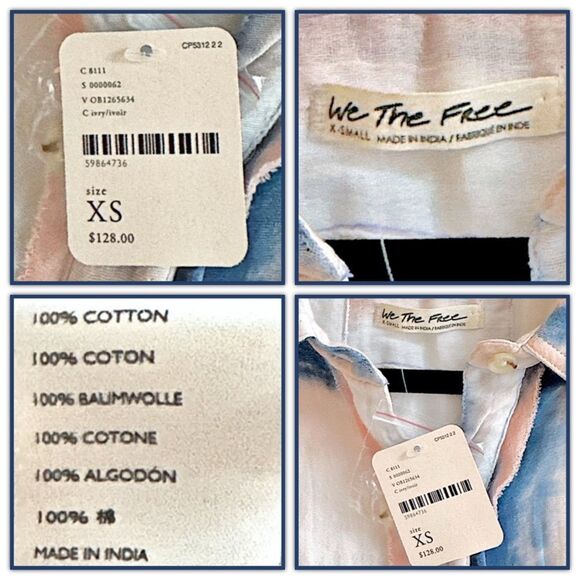 CP5312 2 2
C 8111
S 0000062
V OB1265634
C ivry/ivoir
59864736
size
XS
$128.00
We The Free
X-SMALL MADE IN INDIA / FABRIQUÉ EN INDE
100% COTTON
100% COTON
100% BAUMWOLLE
100% COTONE
100% ALGODÓN
100% 棉
MADE IN INDIA
We The Free
X-SMALL MADE IN INDIA / FABRIQUÉ EN INDE
CP5312 2 2
C 8111
S 0000062
V OB1265634
C ivry/ivoir
59864736
size
XS
$128.00